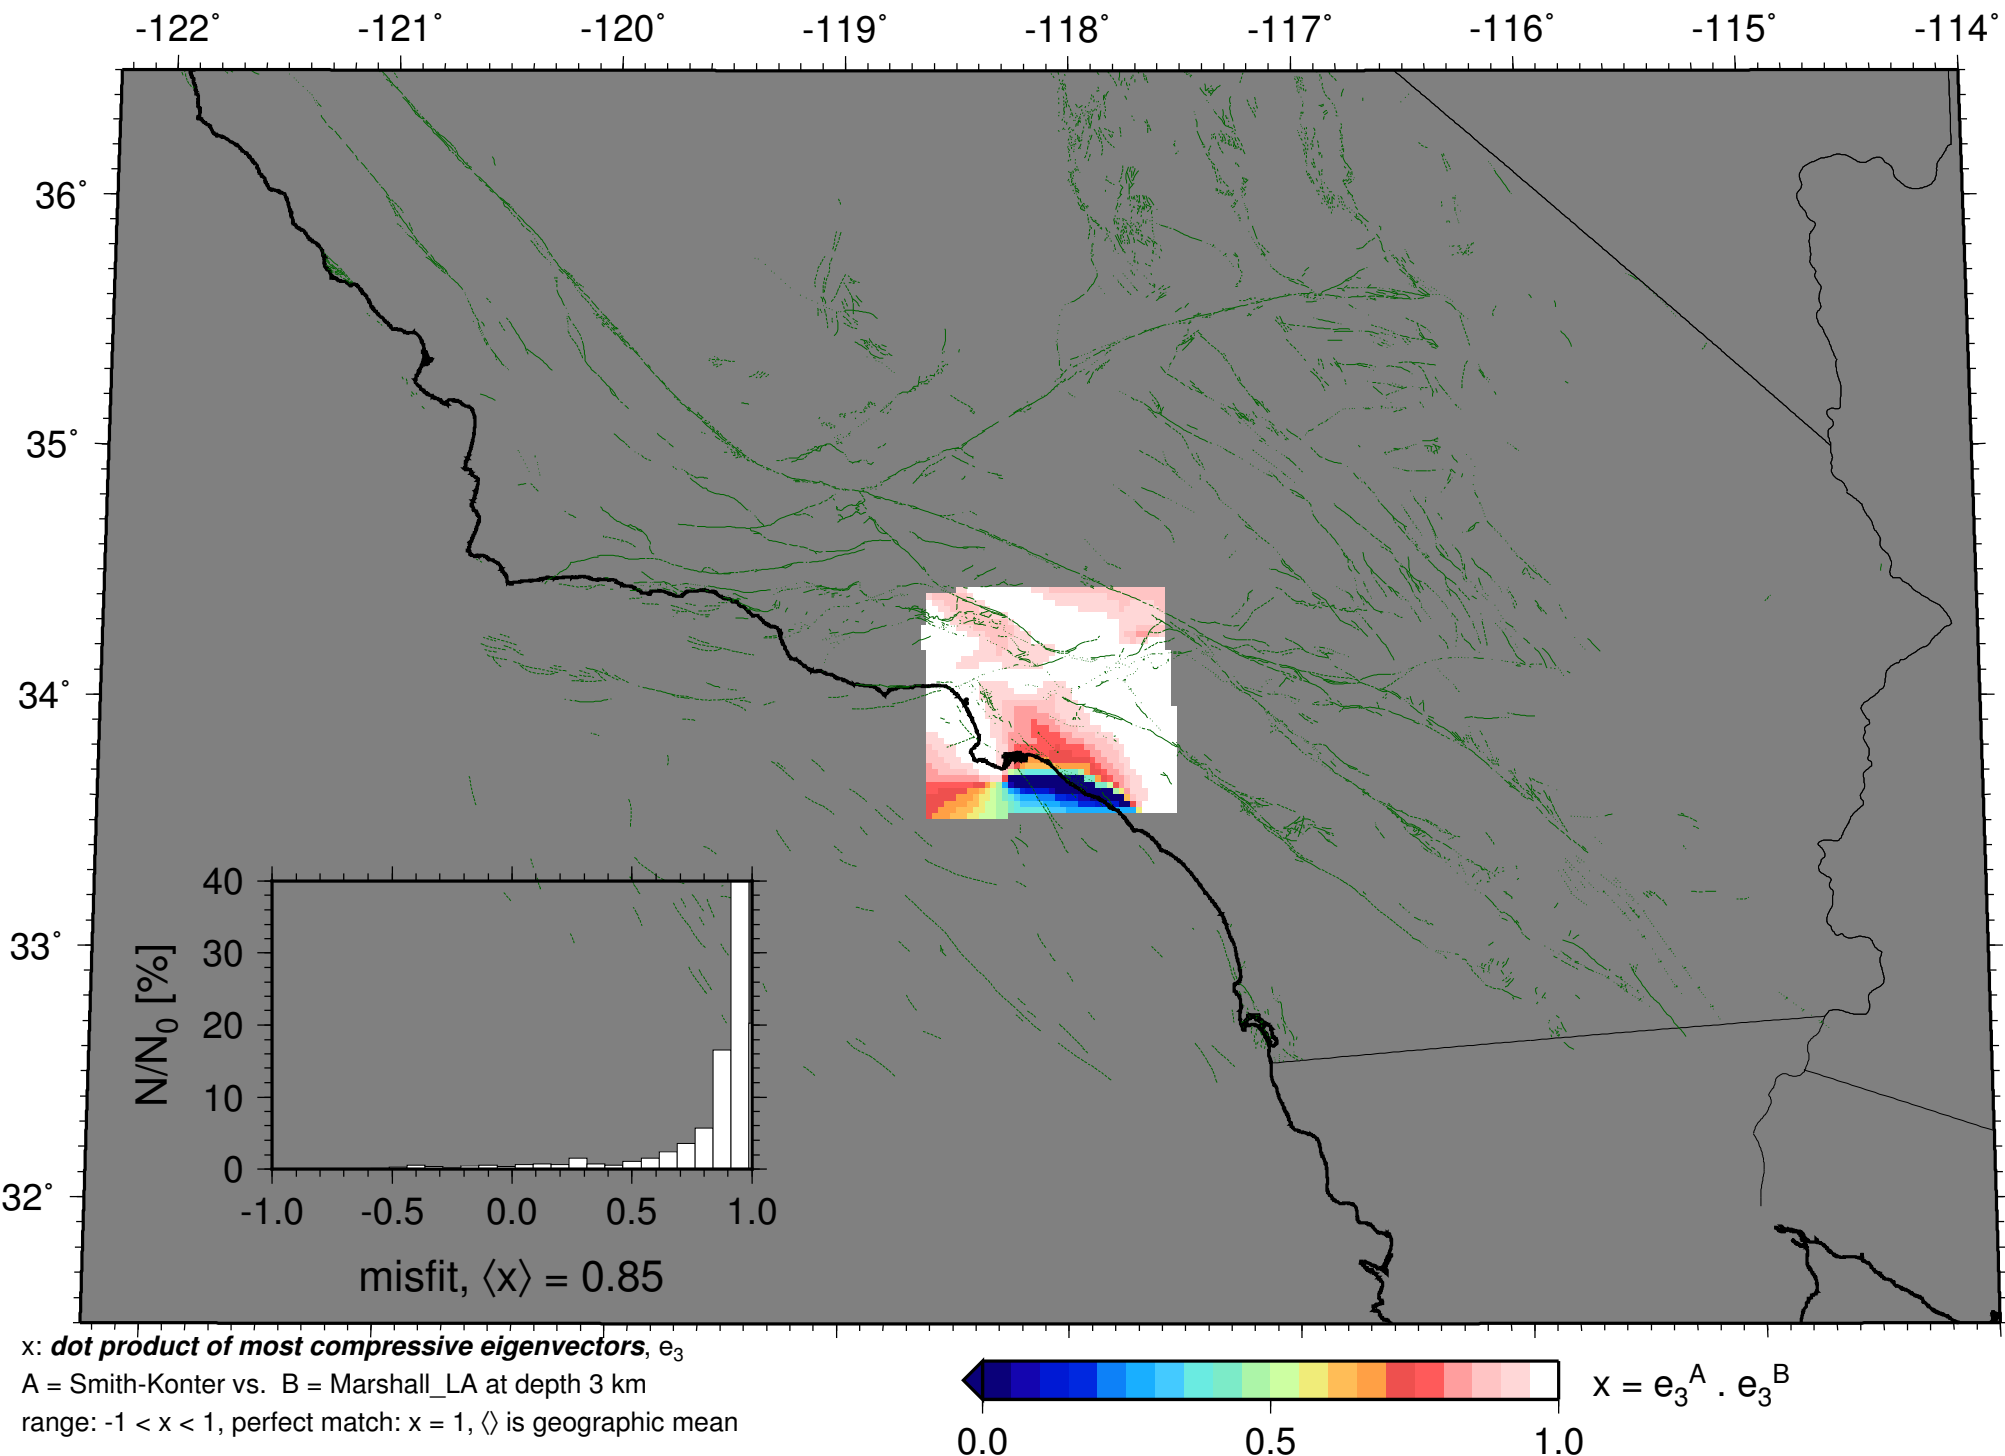 -122° -121° -120° -119° -118° -117° -116° -115° -114°
36°
35°
34°
33°
32°
40
30
20
10
0
N/N0 [%]
-1.0 -0.5 0.0 0.5 1.0
misfit, ⟨x⟩ = 0.85
x: dot product of most compressive eigenvectors, e3
A = Smith-Konter vs. B = Marshall_LA at depth 3 km
range: -1 < x < 1, perfect match: x = 1, ⟨⟩ is geographic mean
x = e3A . e3B
0.0 0.5 1.0